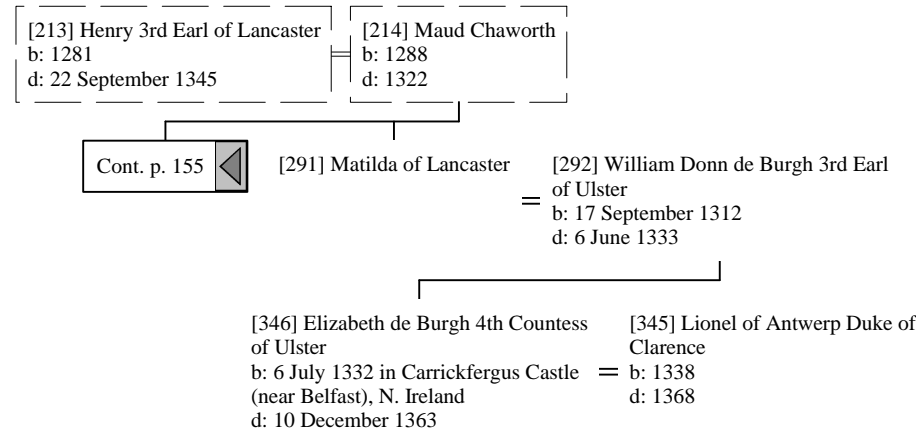 [213] Henry 3rd Earl of Lancaster
b: 1281
d: 22 September 1345
[214] Maud Chaworth
b: 1288
d: 1322
Cont. p. 155
[291] Matilda of Lancaster
[292] William Donn de Burgh 3rd Earl
of Ulster
b: 17 September 1312
d: 6 June 1333
[346] Elizabeth de Burgh 4th Countess
of Ulster
b: 6 July 1332 in Carrickfergus Castle
(near Belfast), N. Ireland
d: 10 December 1363
[345] Lionel of Antwerp Duke of
Clarence
b: 1338
d: 1368